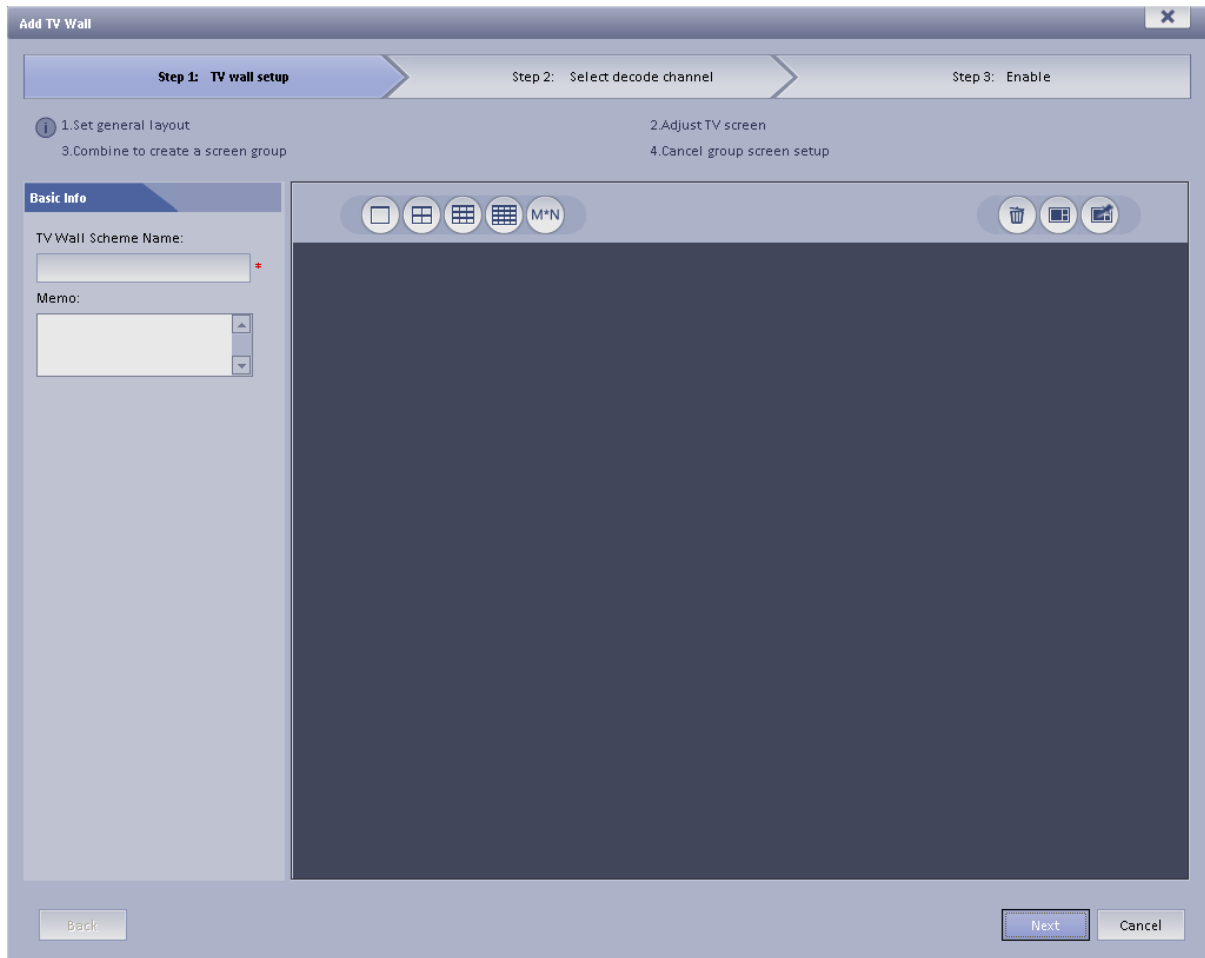 Add TV Wall
Step 1: TV wall setup
Step 2: Select decode channel
Step 3: Enable
1.Set general layout
2.Adjust TV screen
3.Combine to create a screen group
4.Cancel group screen setup
Basic Info
M*N
TV Wall Scheme Name:
*
Memo:
Back
Next
Cancel